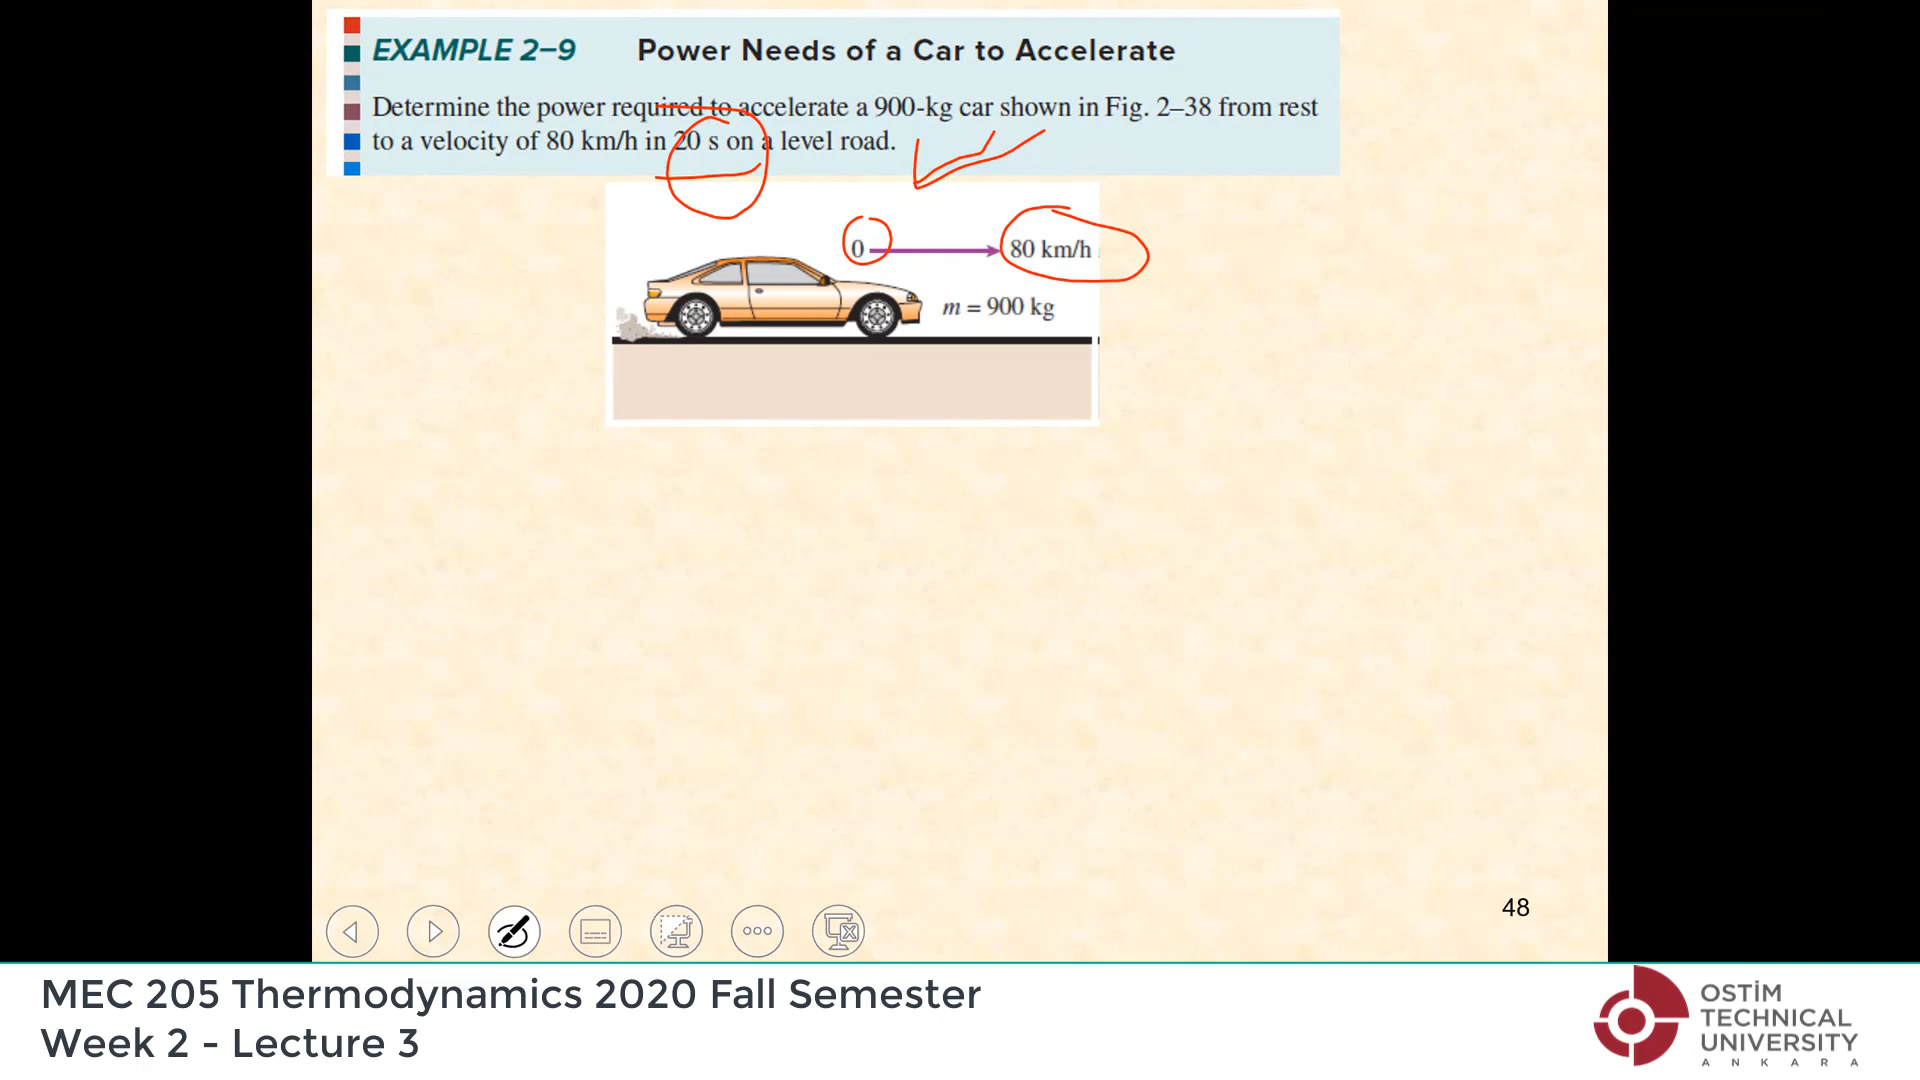 EXAMPLE 2–9 Power Needs of a Car to Accelerate
Determine the power required to accelerate a 900-kg car shown in Fig. 2–38 from rest
to a velocity of 80 km/h in 20 s on a level road.
0 80 km/h
m = 900 kg
48
MEC 205 Thermodynamics 2020 Fall Semester
Week 2 - Lecture 3
OSTİM
TECHNICAL
UNIVERSITY
ANKARA